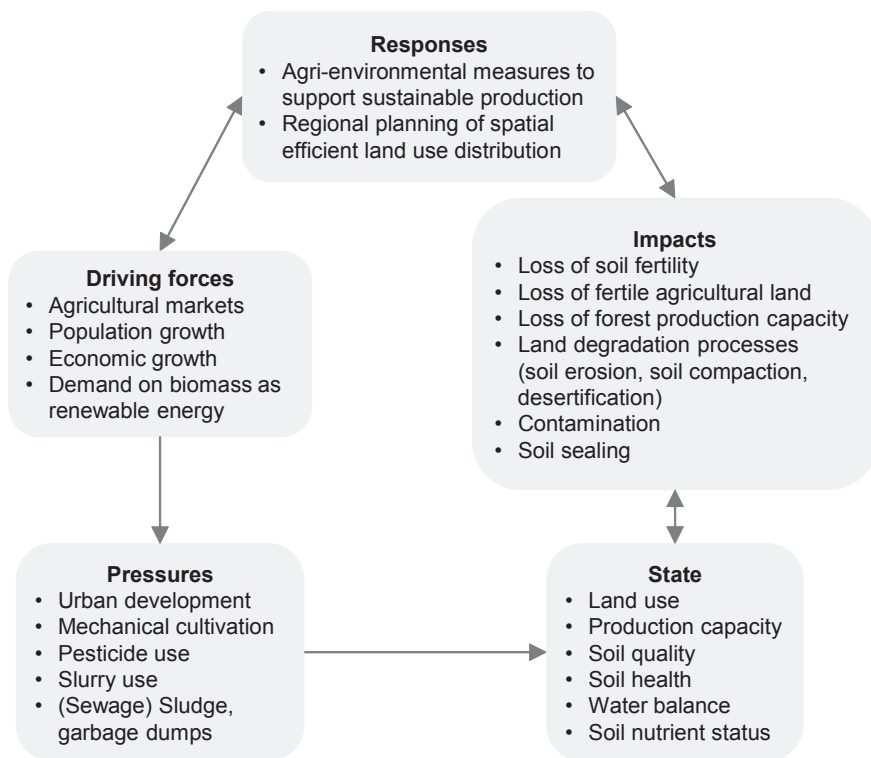 Responses
• Agri-environmental measures to
support sustainable production
• Regional planning of spatial
efficient land use distribution
Driving forces
• Agricultural markets
• Population growth
• Economic growth
• Demand on biomass as
renewable energy
Impacts
• Loss of soil fertility
• Loss of fertile agricultural land
• Loss of forest production capacity
• Land degradation processes
(soil erosion, soil compaction,
desertification)
• Contamination
• Soil sealing
Pressures
• Urban development
• Mechanical cultivation
• Pesticide use
• Slurry use
• (Sewage) Sludge,
garbage dumps
State
• Land use
• Production capacity
• Soil quality
• Soil health
• Water balance
• Soil nutrient status